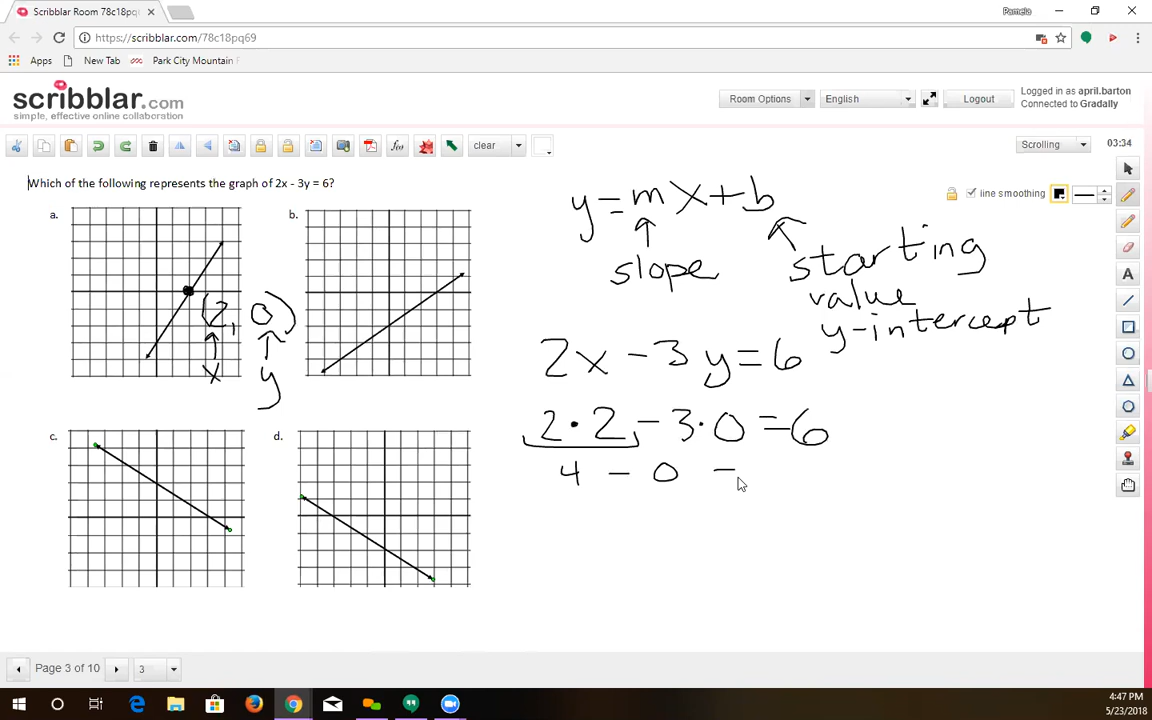 Scribblar Room 78c18pq
Pamela
https://scribblar.com/78c18pq69
Apps New Tab Park City Mountain
scribblar.com
simple, effective online collaboration
Room Options English Logout
Logged in as april.barton
Connected to Gradally
clear
Scrolling 03:34
line smoothing
Which of the following represents the graph of 2x - 3y = 6?
a.
b.
(2, 0)
x
y
c.
d.
y=mx+b
slope
starting
value
y-intercept
2x - 3y = 6
2 · 2 - 3 · 0 = 6
4 - 0 -
Page 3 of 10 3
4:47 PM
5/23/2018